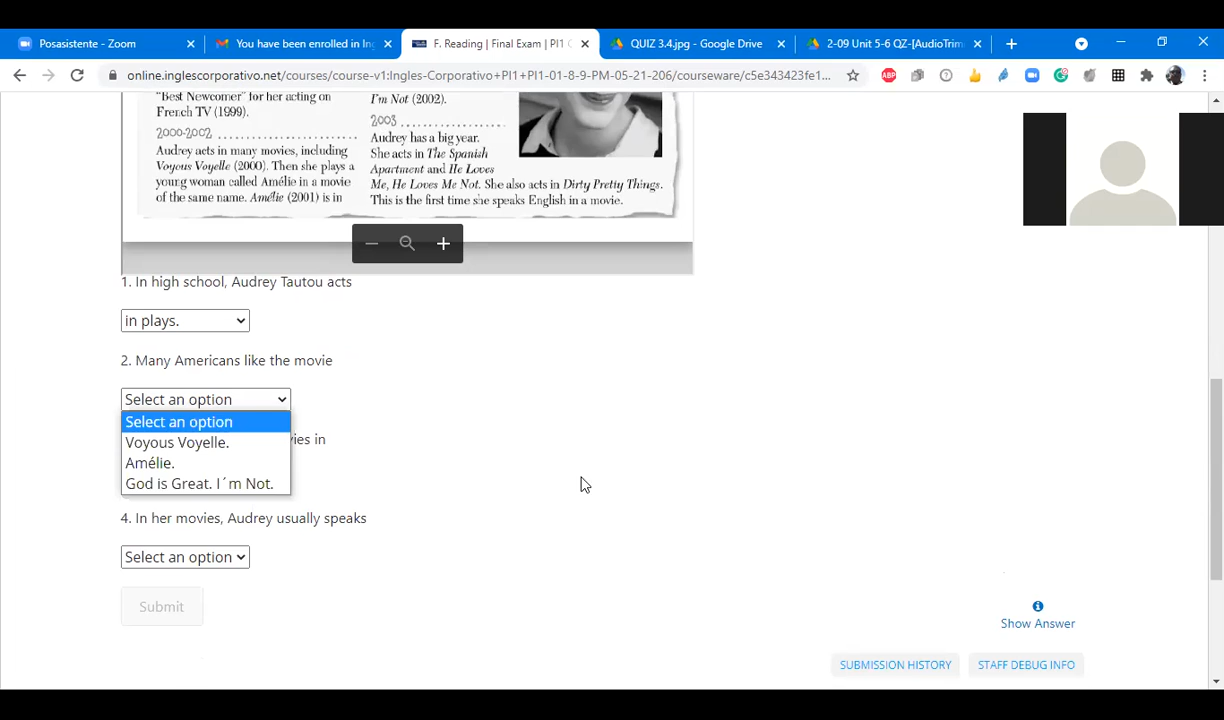 Posasistente - Zoom
You have been enrolled in Ing
F. Reading | Final Exam | PI1 C
QUIZ 3.4.jpg - Google Drive
2-09 Unit 5-6 QZ-[AudioTrim
online.inglescorporativo.net/courses/course-v1:Ingles-Corporativo+PI1+PI1-01-8-9-PM-05-21-206/courseware/c5e343423fe1...
ABP
"Best Newcomer" for her acting on
French TV (1999).
2000-2002
Audrey acts in many movies, including
Voyous Voyelle (2000). Then she plays a
young woman called Amélie in a movie
of the same name. Amélie (2001) is in
I'm Not (2002).
2003
Audrey has a big year.
She acts in The Spanish
Apartment and He Loves
Me, He Loves Me Not. She also acts in Dirty Pretty Things.
This is the first time she speaks English in a movie.
1. In high school, Audrey Tautou acts
in plays.
2. Many Americans like the movie
Select an option
Select an option
Voyous Voyelle.
Amélie.
God is Great. I´m Not.
in
4. In her movies, Audrey usually speaks
Select an option
Submit
Show Answer
SUBMISSION HISTORY
STAFF DEBUG INFO